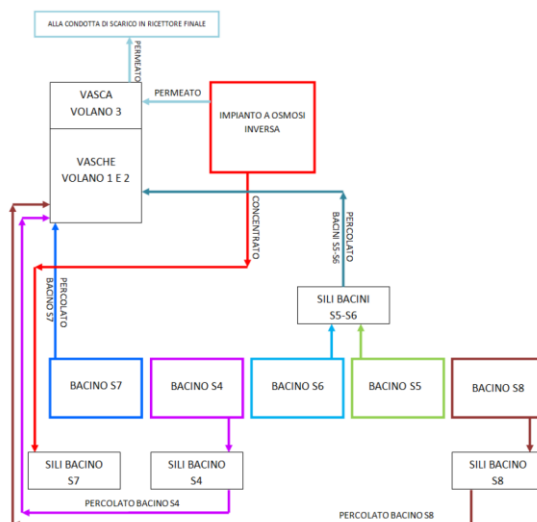 ALLA CONDOTTA DI SCARICO IN RICETTORE FINALE
PERMEATO
VASCA
VOLANO 3
PERMEATO
IMPIANTO A OSMOSI
INVERSA
VASCHE
VOLANO 1 E 2
CONCENTRATO
PERCOLATO
BACINI S5-S6
PERCOLATO
BACINO S7
SILI BACINI
S5-S6
BACINO S7
BACINO S4
BACINO S6
BACINO S5
BACINO S8
SILI BACINO
S7
SILI BACINO
S4
SILI BACINO
S8
PERCOLATO BACINO S4
PERCOLATO BACINO S8